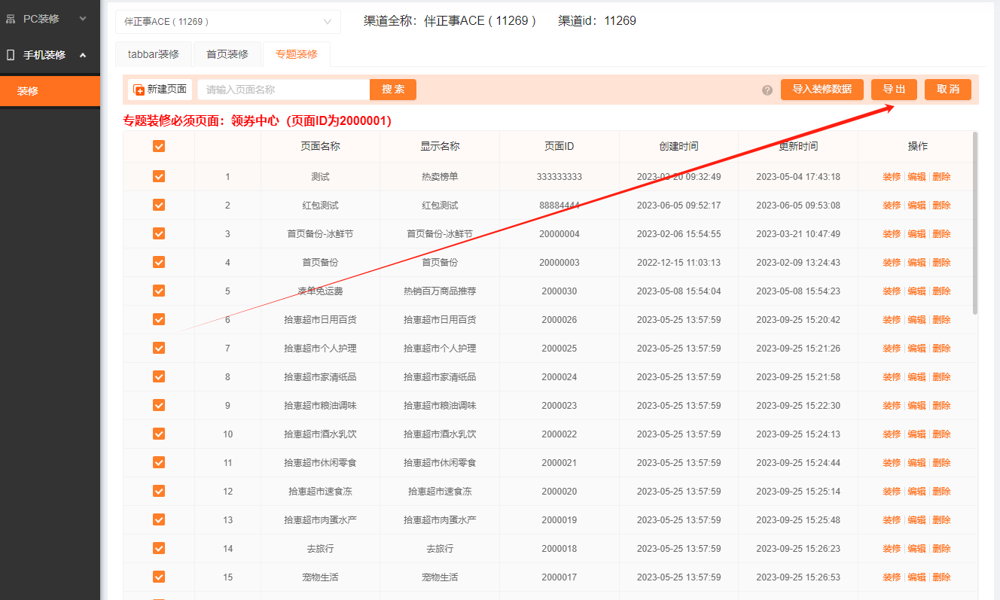 PC装修
手机装修
装修
伴正事ACE ( 11269 )
渠道全称：伴正事ACE ( 11269 ) 渠道id：11269
tabbar装修 首页装修 专题装修
新建页面 请输入页面名称 搜 索 ? 导入装修数据 导 出 取 消
专题装修必须页面：领券中心（页面ID为2000001）
页面名称 显示名称 页面ID 创建时间 更新时间 操作
1 测试 热卖榜单 333333333 2023-03-20 09:32:49 2023-05-04 17:43:18 装修 编辑 删除
2 红包测试 红包测试 88884444 2023-06-05 09:52:17 2023-06-05 09:53:08 装修 编辑 删除
3 首页备份-冰鲜节 首页备份-冰鲜节 20000004 2023-02-06 15:54:55 2023-03-21 10:47:49 装修 编辑 删除
4 首页备份 首页备份 20000003 2022-12-15 11:03:13 2023-02-09 13:24:43 装修 编辑 删除
5 凑单免运费 热销百万商品推荐 2000030 2023-05-08 15:54:04 2023-05-08 15:54:23 装修 编辑 删除
6 拾惠超市日用百货 拾惠超市日用百货 2000026 2023-05-25 13:57:59 2023-09-25 15:20:42 装修 编辑 删除
7 拾惠超市个人护理 拾惠超市个人护理 2000025 2023-05-25 13:57:59 2023-09-25 15:21:26 装修 编辑 删除
8 拾惠超市家清纸品 拾惠超市家清纸品 2000024 2023-05-25 13:57:59 2023-09-25 15:21:58 装修 编辑 删除
9 拾惠超市粮油调味 拾惠超市粮油调味 2000023 2023-05-25 13:57:59 2023-09-25 15:22:30 装修 编辑 删除
10 拾惠超市酒水乳饮 拾惠超市酒水乳饮 2000022 2023-05-25 13:57:59 2023-09-25 15:24:13 装修 编辑 删除
11 拾惠超市休闲零食 拾惠超市休闲零食 2000021 2023-05-25 13:57:59 2023-09-25 15:24:44 装修 编辑 删除
12 拾惠超市速食冻 拾惠超市速食冻 2000020 2023-05-25 13:57:59 2023-09-25 15:25:14 装修 编辑 删除
13 拾惠超市肉蛋水产 拾惠超市肉蛋水产 2000019 2023-05-25 13:57:59 2023-09-25 15:25:48 装修 编辑 删除
14 去旅行 去旅行 2000018 2023-05-25 13:57:59 2023-09-25 15:26:23 装修 编辑 删除
15 宠物生活 宠物生活 2000017 2023-05-25 13:57:59 2023-09-25 15:26:53 装修 编辑 删除